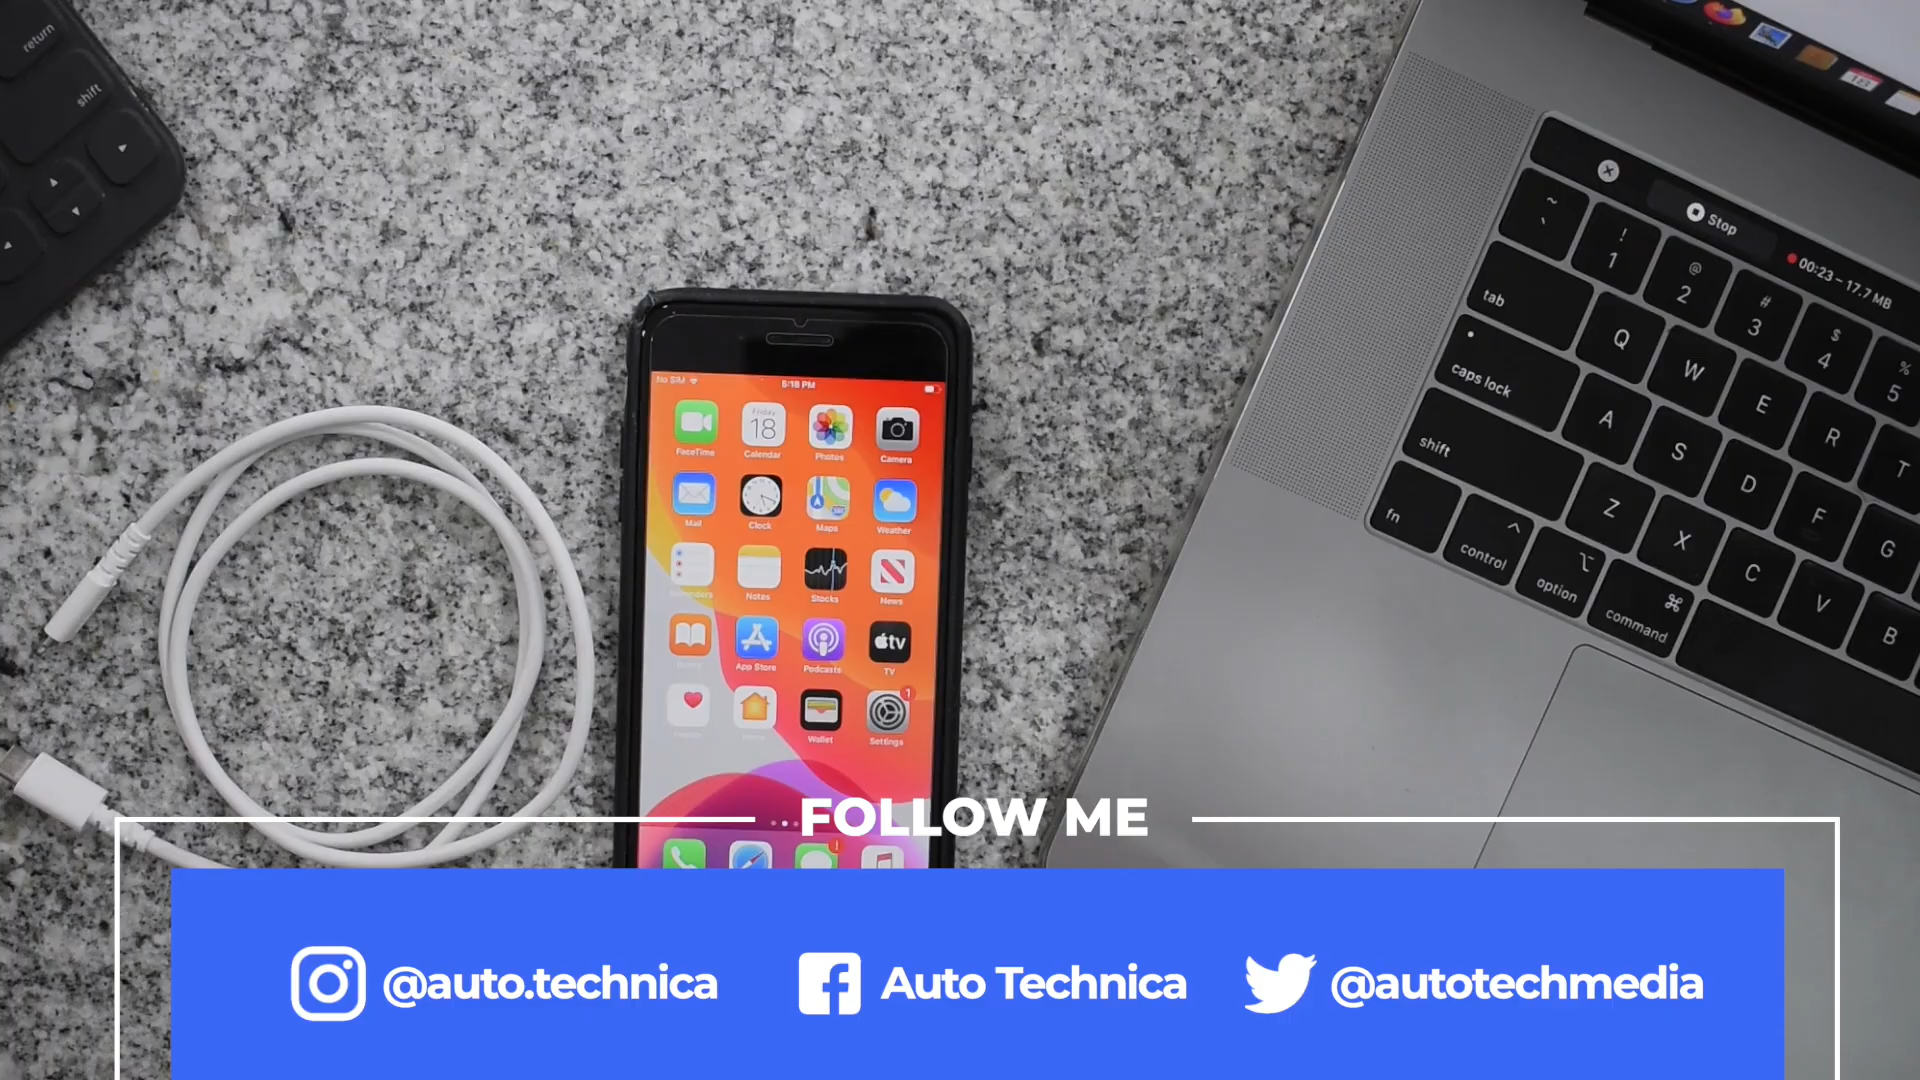 return
shift
Stop
00:23 – 17.7 MB
~
`
!
1
@
2
#
3
$
4
%
5
tab
Q
W
E
R
T
caps lock
A
S
D
F
G
shift
Z
X
C
V
B
fn
control
option
command
No SIM
5:18 PM
FaceTime
Friday
18
Calendar
Photos
Camera
Mail
Clock
Maps
Weather
Reminders
Notes
Stocks
News
App Store
Podcasts
tv
TV
1
Wallet
Settings
FOLLOW ME
@auto.technica
Auto Technica
@autotechmedia